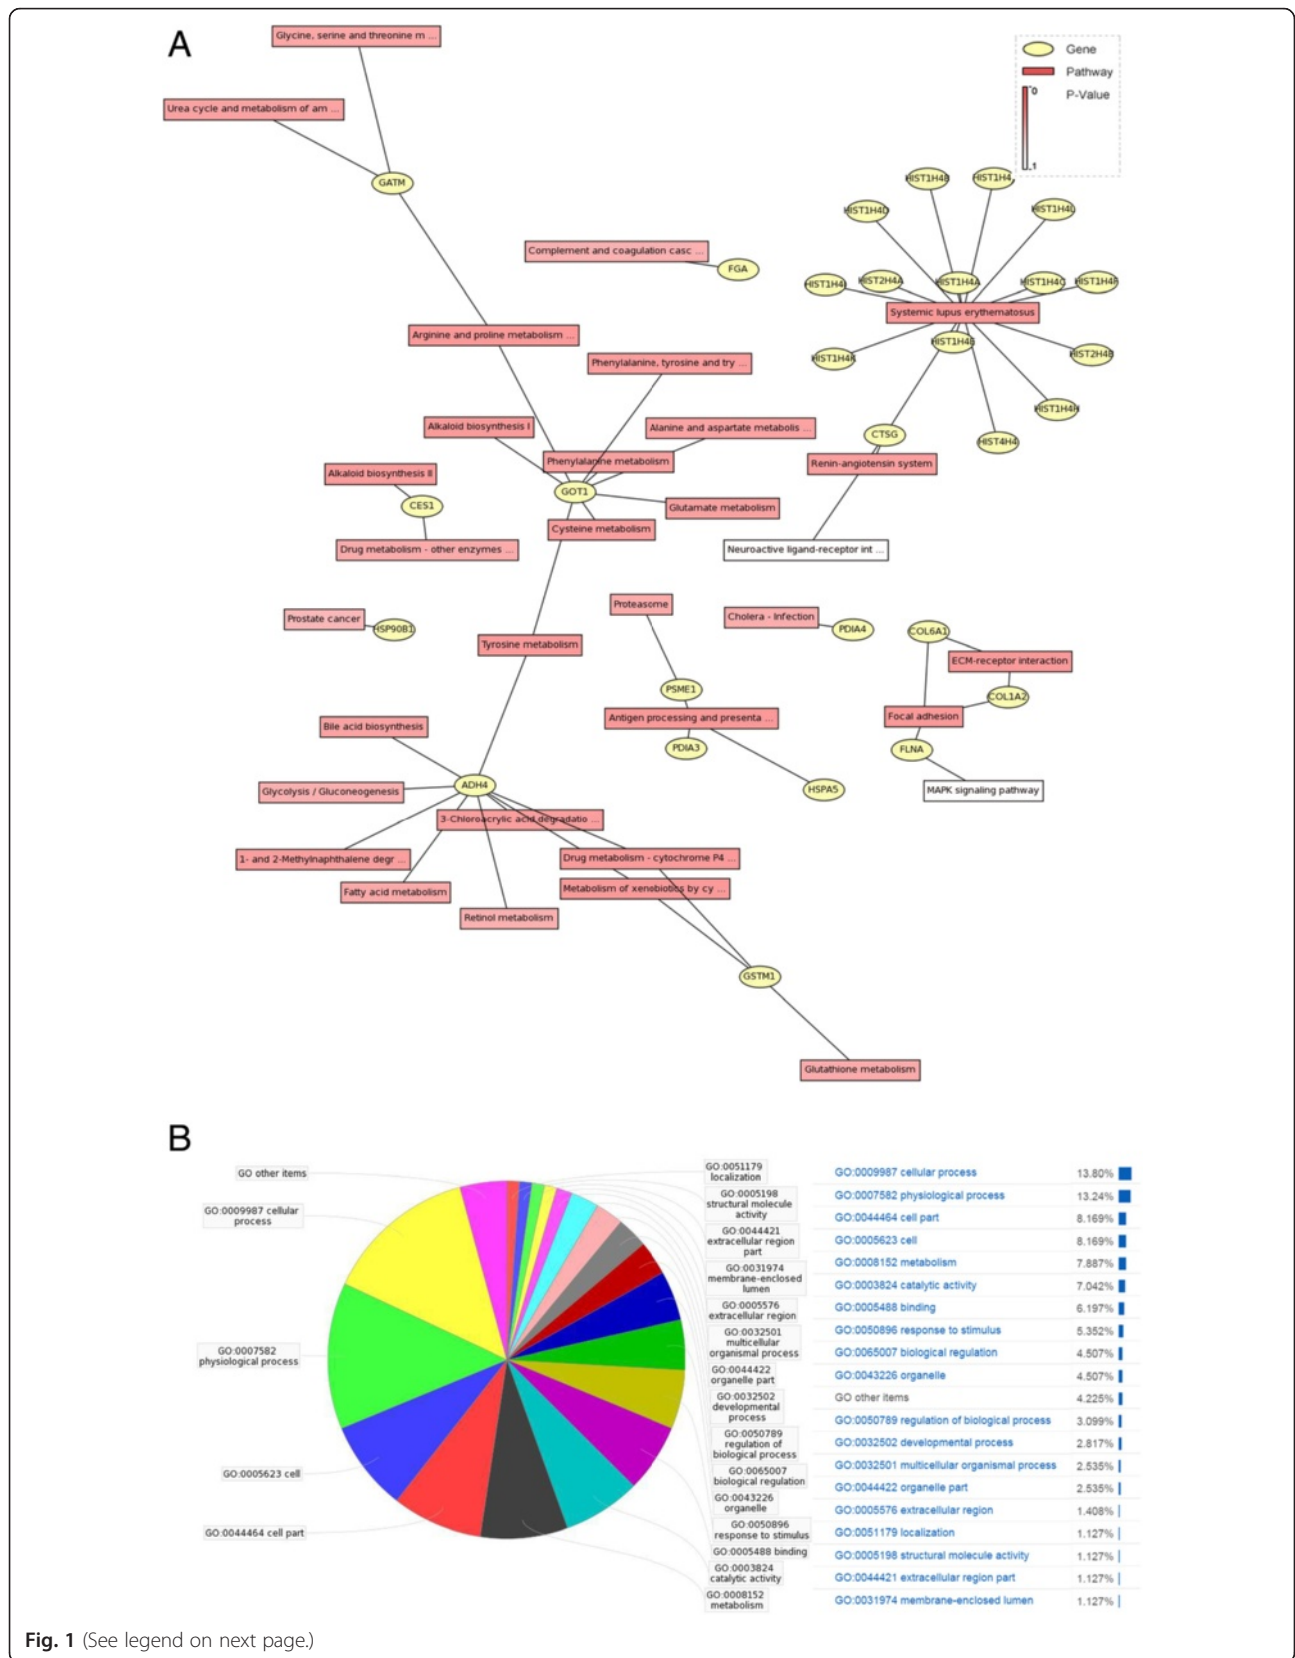 A
Glycine, serine and threonine m ...
Urea cycle and metabolism of am ...
GATM
Gene
Pathway
P-Value
0
1
HIST1H4B
HIST1H4
HIST1H4D
HIST1H4L
HIST1H4I
HIST2H4A
HIST1H4A
HIST1H4C
HIST1H4F
Systemic lupus erythematosus
HIST1H4E
HIST1H4K
HIST2H4B
HIST1H4H
HIST4H4
CTSG
Renin-angiotensin system
Neuroactive ligand-receptor int ...
Complement and coagulation casc ...
FGA
Arginine and proline metabolism ...
Phenylalanine, tyrosine and try ...
Alkaloid biosynthesis I
Alanine and aspartate metabolis ...
Phenylalanine metabolism
Alkaloid biosynthesis II
GOT1
CES1
Glutamate metabolism
Cysteine metabolism
Drug metabolism - other enzymes ...
Prostate cancer
HSP90B1
Proteasome
Cholera - Infection
PDIA4
COL6A1
Tyrosine metabolism
ECM-receptor interaction
PSME1
COL1A2
Antigen processing and presenta ...
Focal adhesion
PDIA3
FLNA
HSPA5
MAPK signaling pathway
Bile acid biosynthesis
ADH4
Glycolysis / Gluconeogenesis
3-Chloroacrylic acid degradatio ...
1- and 2-Methylnaphthalene degr ...
Drug metabolism - cytochrome P4 ...
Fatty acid metabolism
Metabolism of xenobiotics by cy ...
Retinol metabolism
GSTM1
Glutathione metabolism
B
GO other items
GO:0009987 cellular
process
GO:0007582
physiological process
GO:0005623 cell
GO:0044464 cell part
GO:0051179
localization
GO:0005198
structural molecule
activity
GO:0044421
extracellular region
part
GO:0031974
membrane-enclosed
lumen
GO:0005576
extracellular region
GO:0032501
multicellular
organismal process
GO:0044422
organelle part
GO:0032502
developmental
process
GO:0050789
regulation of
biological process
GO:0065007
biological regulation
GO:0043226
organelle
GO:0050896
response to stimulus
GO:0005488 binding
GO:0003824
catalytic activity
GO:0008152
metabolism
GO:0009987 cellular process 13.80%
GO:0007582 physiological process 13.24%
GO:0044464 cell part 8.169%
GO:0005623 cell 8.169%
GO:0008152 metabolism 7.887%
GO:0003824 catalytic activity 7.042%
GO:0005488 binding 6.197%
GO:0050896 response to stimulus 5.352%
GO:0065007 biological regulation 4.507%
GO:0043226 organelle 4.507%
GO other items 4.225%
GO:0050789 regulation of biological process 3.099%
GO:0032502 developmental process 2.817%
GO:0032501 multicellular organismal process 2.535%
GO:0044422 organelle part 2.535%
GO:0005576 extracellular region 1.408%
GO:0051179 localization 1.127%
GO:0005198 structural molecule activity 1.127%
GO:0044421 extracellular region part 1.127%
GO:0031974 membrane-enclosed lumen 1.127%
Fig. 1 (See legend on next page.)